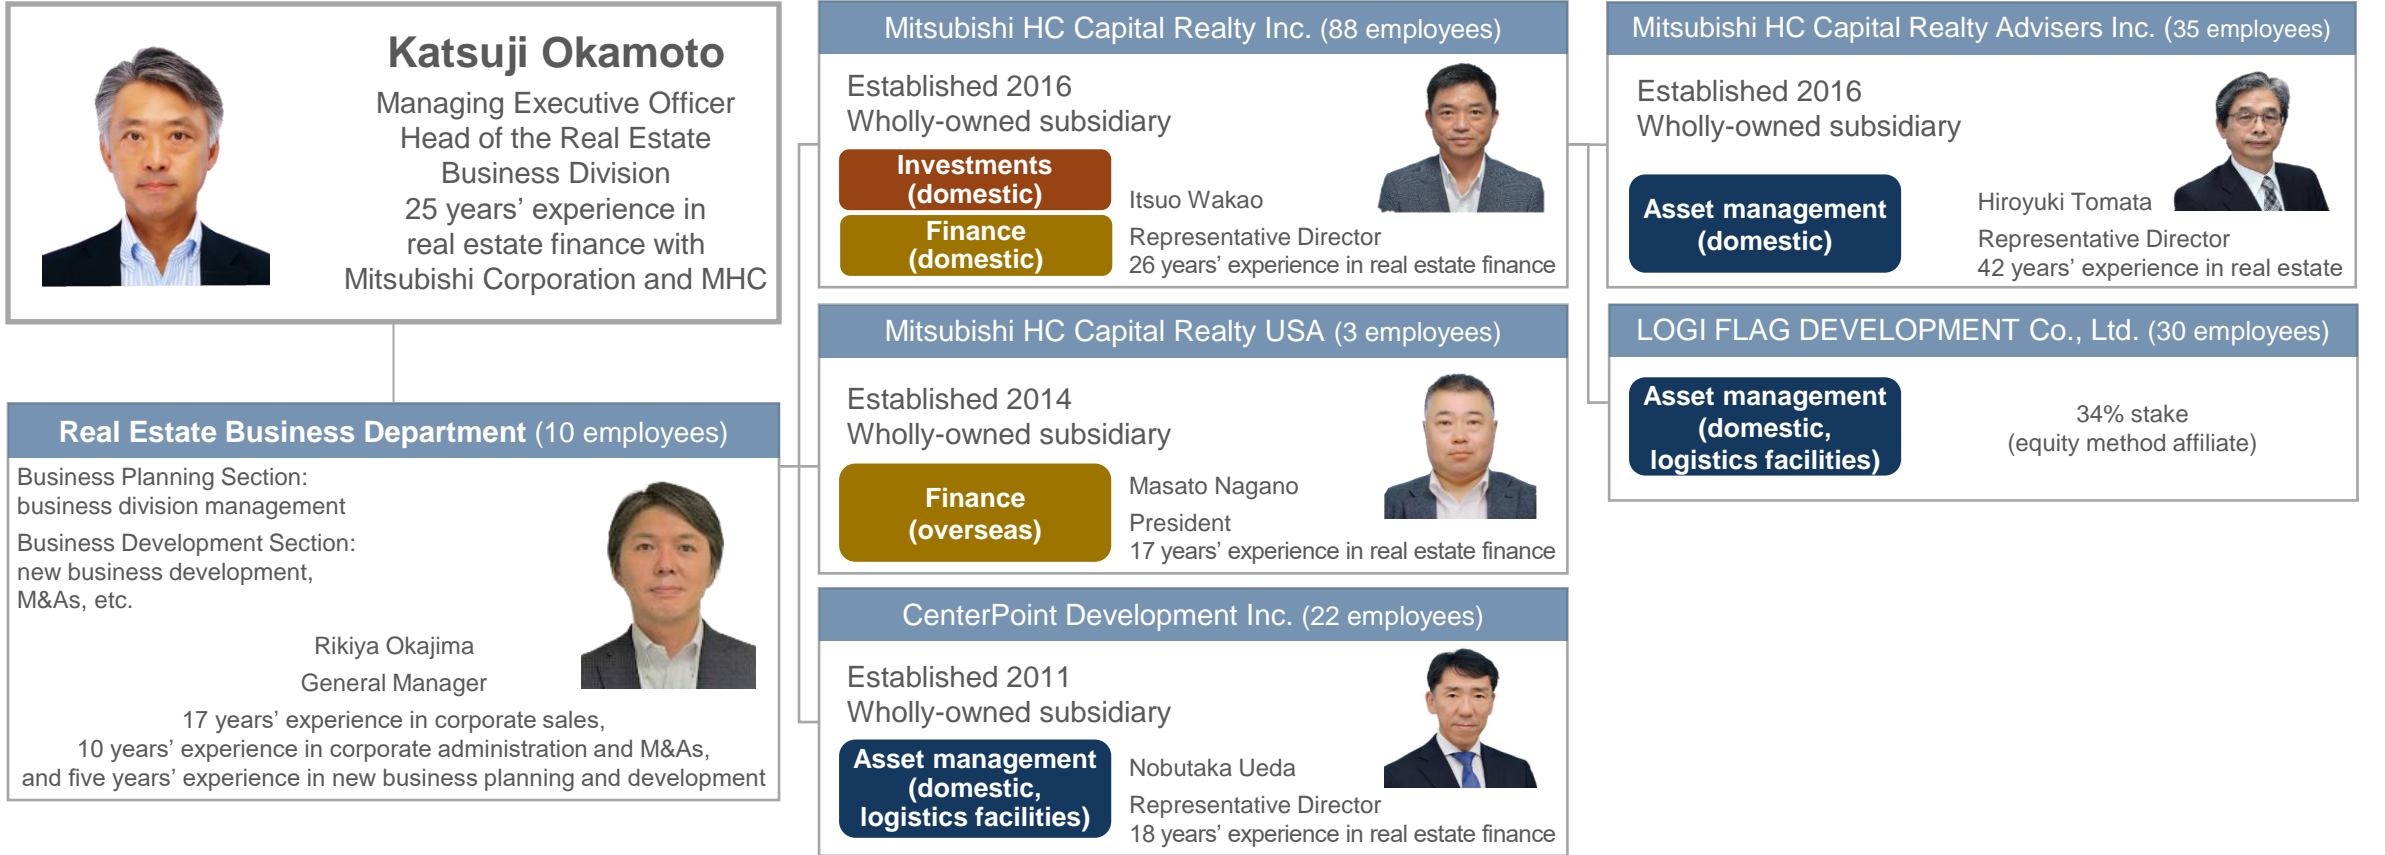 Katsuji Okamoto
Managing Executive Officer
Head of the Real Estate
Business Division
25 years’ experience in
real estate finance with
Mitsubishi Corporation and MHC
Real Estate Business Department (10 employees)
Business Planning Section:
business division management
Business Development Section:
new business development,
M&As, etc.
Rikiya Okajima
General Manager
17 years’ experience in corporate sales,
10 years’ experience in corporate administration and M&As,
and five years’ experience in new business planning and development
Mitsubishi HC Capital Realty Inc. (88 employees)
Established 2016
Wholly-owned subsidiary
Investments
(domestic)
Finance
(domestic)
Itsuo Wakao
Representative Director
26 years’ experience in real estate finance
Mitsubishi HC Capital Realty USA (3 employees)
Established 2014
Wholly-owned subsidiary
Finance
(overseas)
Masato Nagano
President
17 years’ experience in real estate finance
CenterPoint Development Inc. (22 employees)
Established 2011
Wholly-owned subsidiary
Asset management
(domestic,
logistics facilities)
Nobutaka Ueda
Representative Director
18 years’ experience in real estate finance
Mitsubishi HC Capital Realty Advisers Inc. (35 employees)
Established 2016
Wholly-owned subsidiary
Asset management
(domestic)
Hiroyuki Tomata
Representative Director
42 years’ experience in real estate
LOGI FLAG DEVELOPMENT Co., Ltd. (30 employees)
Asset management
(domestic,
logistics facilities)
34% stake
(equity method affiliate)